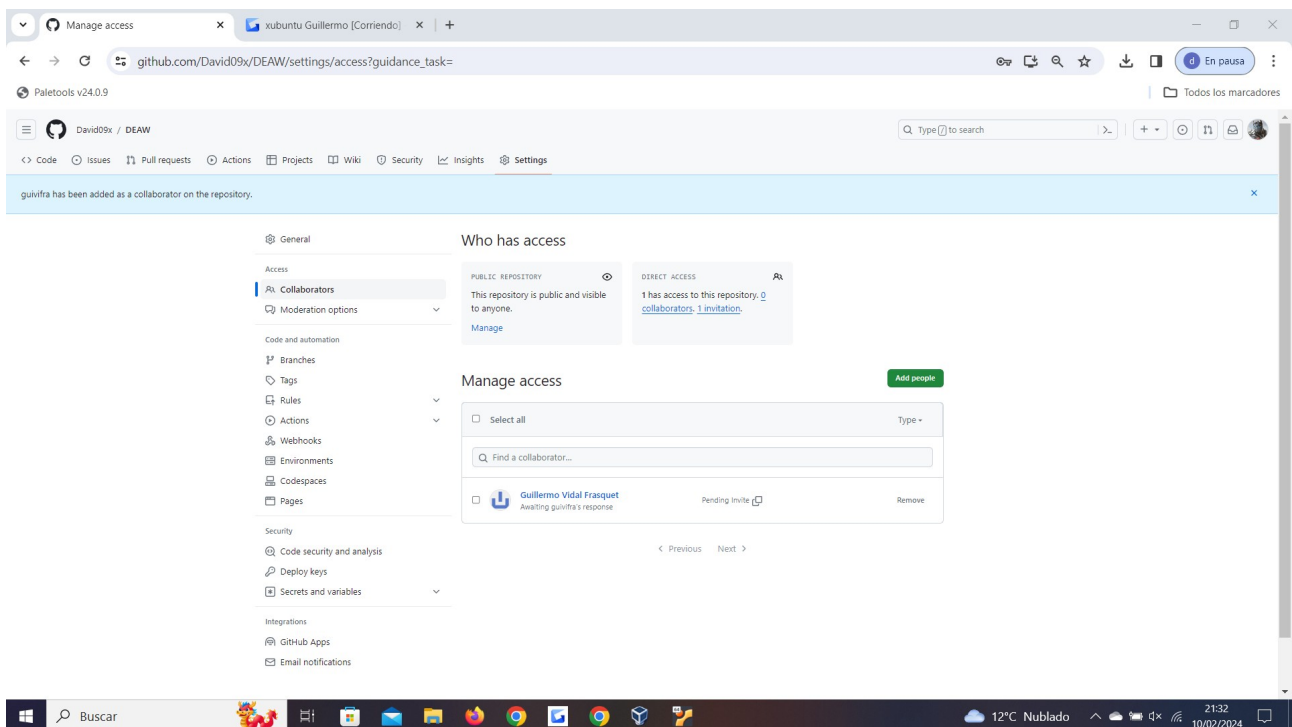 Manage access
xubuntu Guillermo [Corriendo]
github.com/David09x/DEAW/settings/access?guidance_task=
d En pausa
Paletools v24.0.9
Todos los marcadores
David09x / DEAW
Type / to search
Code Issues Pull requests Actions Projects Wiki Security Insights Settings
guivifra has been added as a collaborator on the repository.
General
Access
Collaborators
Moderation options
Code and automation
Branches
Tags
Rules
Actions
Webhooks
Environments
Codespaces
Pages
Security
Code security and analysis
Deploy keys
Secrets and variables
Integrations
GitHub Apps
Email notifications
Who has access
PUBLIC REPOSITORY
This repository is public and visible
to anyone.
Manage
DIRECT ACCESS
1 has access to this repository. 0
collaborators. 1 invitation.
Manage access
Add people
Select all
Type
Find a collaborator...
Guillermo Vidal Frasquet
Awaiting guivifra's response
Pending Invite
Remove
< Previous Next >
Buscar
12°C Nublado
21:32
10/02/2024